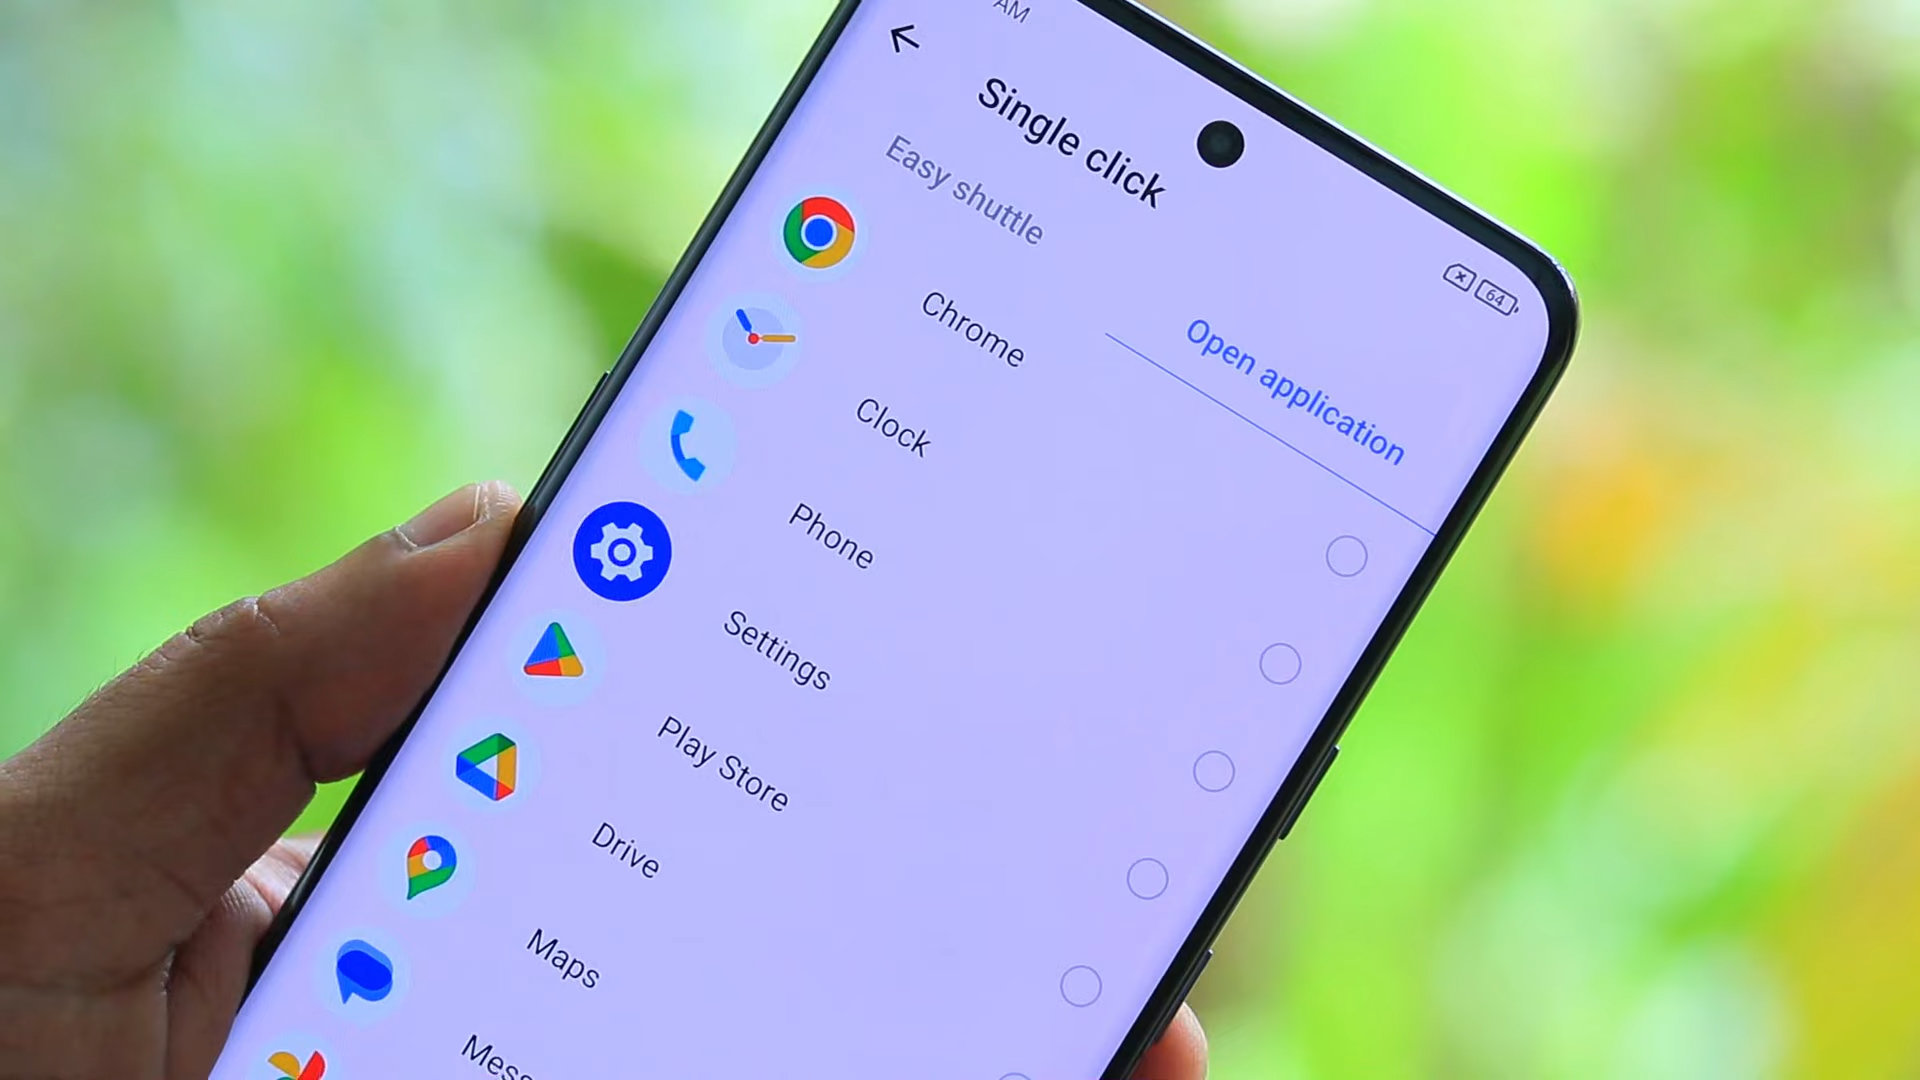 AM
64
Single click
Easy shuttle
Open application
Chrome
Clock
Phone
Settings
Play Store
Drive
Maps